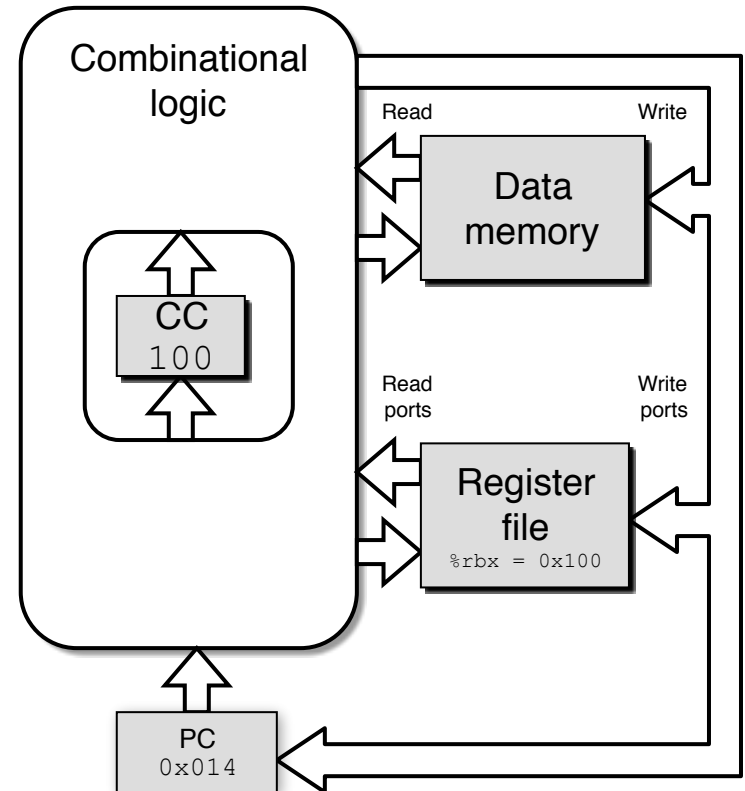 Combinational
logic
Read
Write
Data
memory
CC
100
Read
ports
Write
ports
Register
file
%rbx = 0x100
PC
0x014